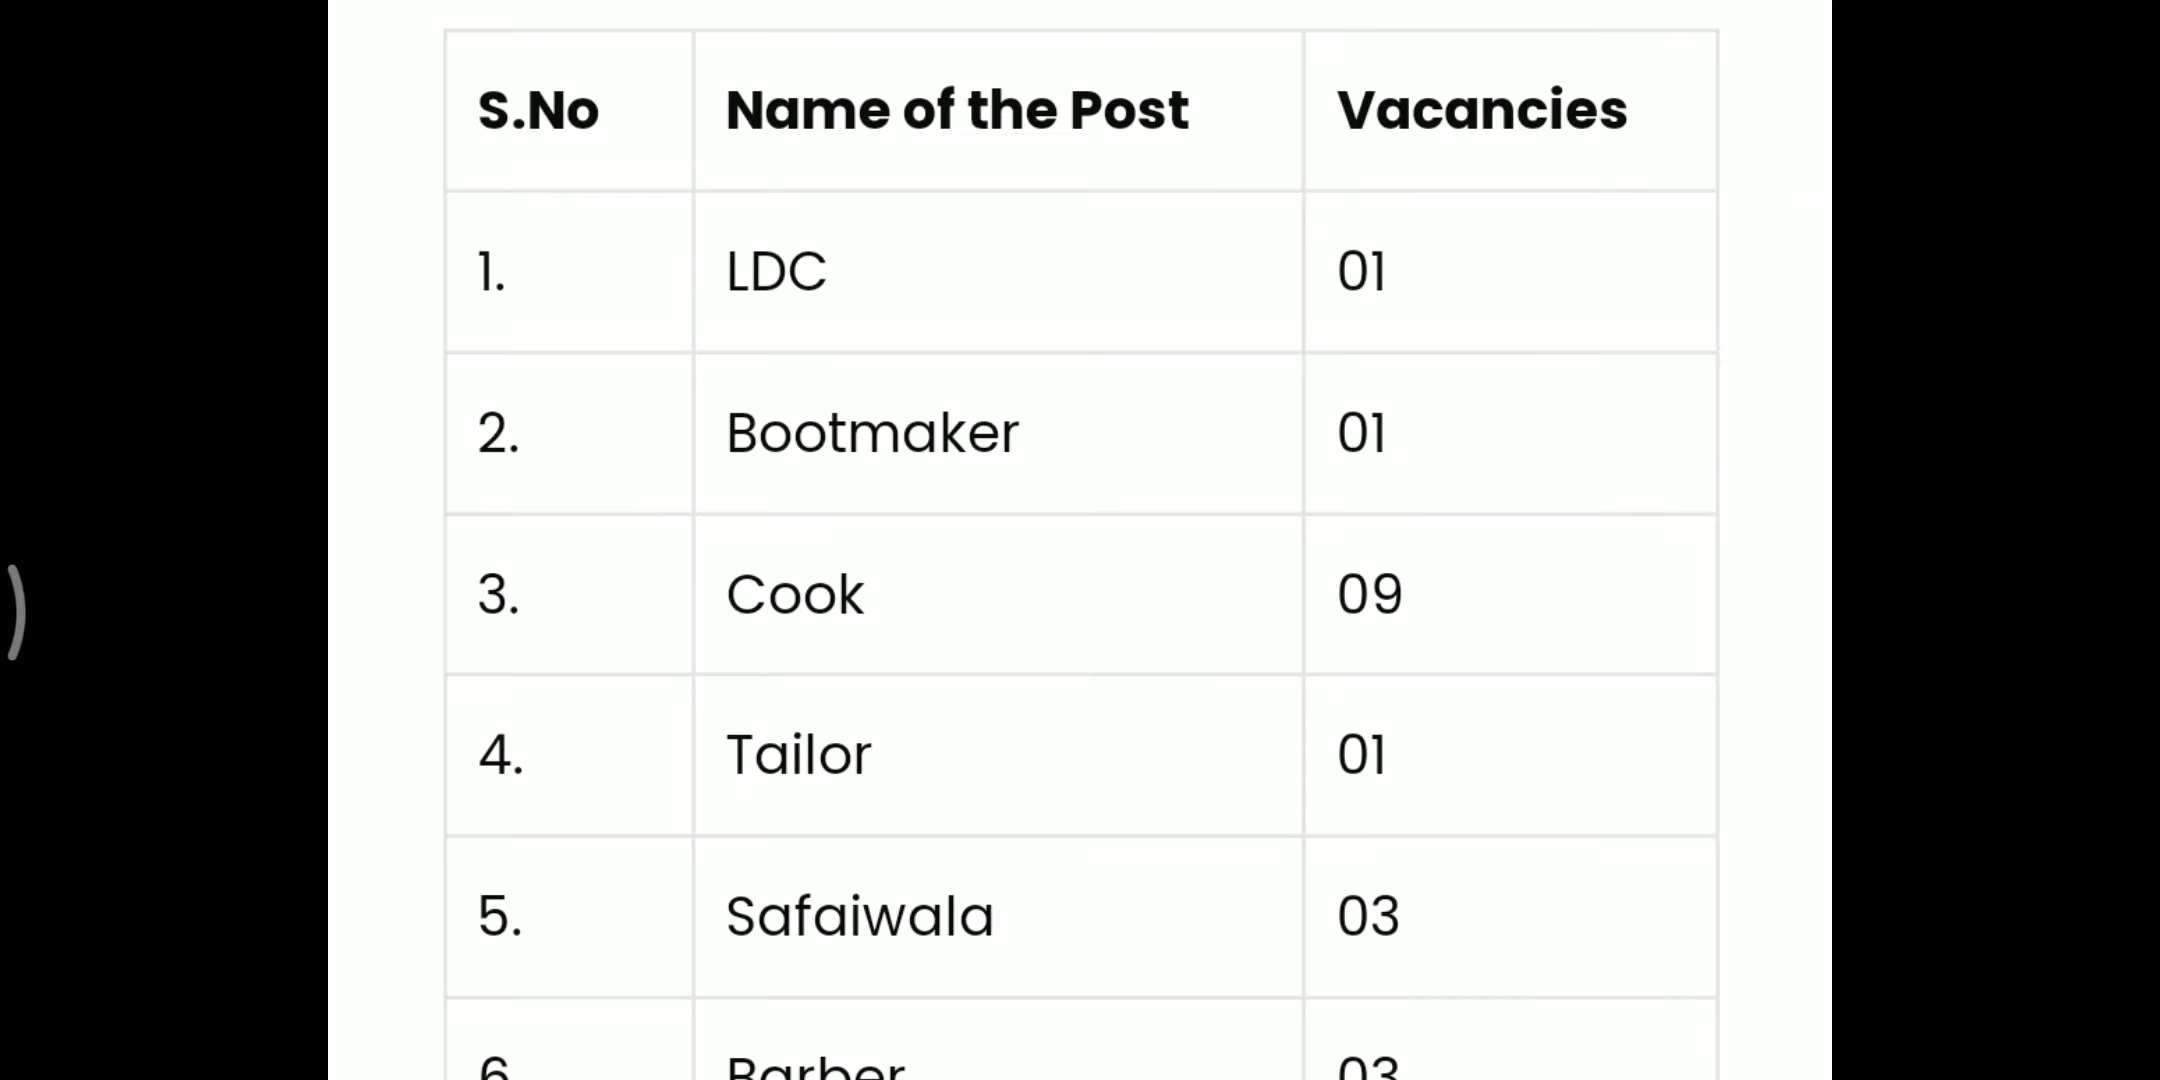 S.No Name of the Post Vacancies
1. LDC 01
2. Bootmaker 01
3. Cook 09
4. Tailor 01
5. Safaiwala 03
6 Barber 03